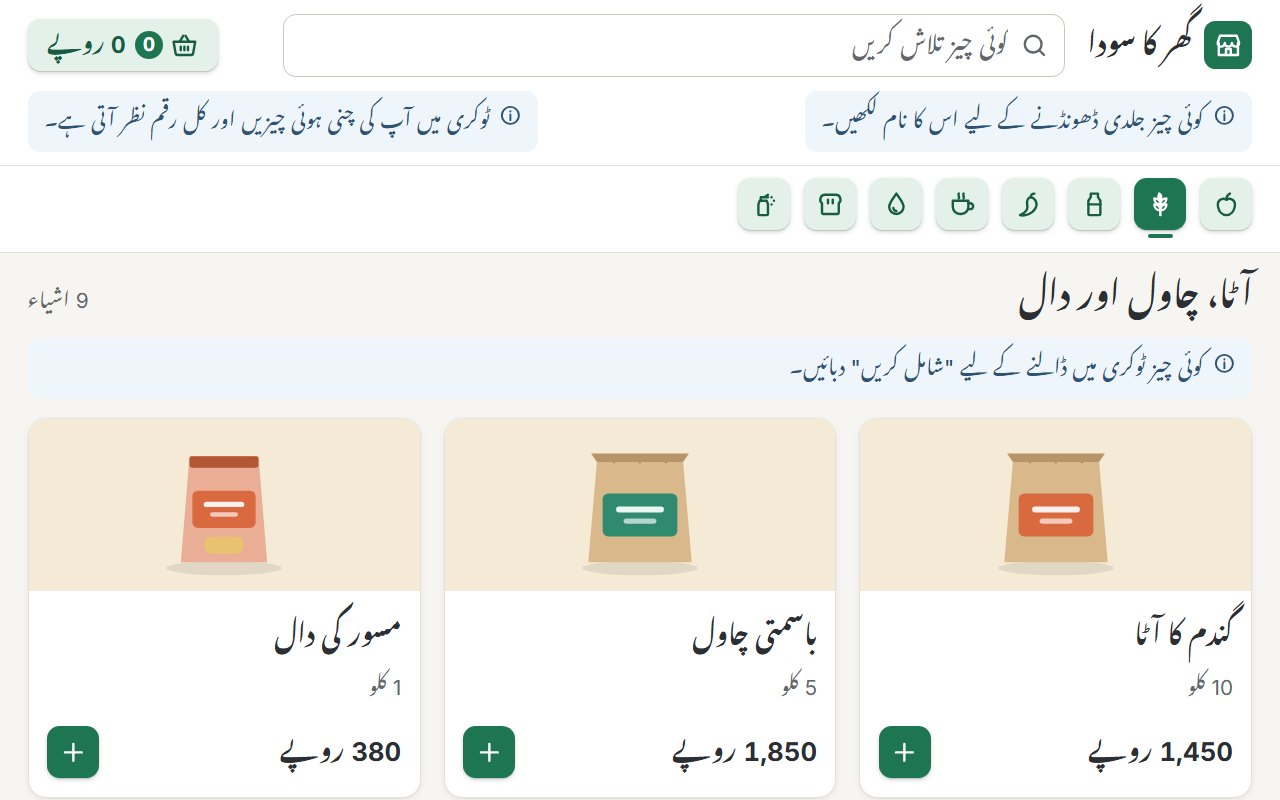 گھر کا سودا
کوئی چیز تلاش کریں
0 0 روپے
کوئی چیز جلدی ڈھونڈنے کے لیے اس کا نام لکھیں۔
ٹوکری میں آپ کی چنی ہوئی چیزیں اور کل رقم نظر آتی ہے۔
آٹا، چاول اور دال
9 اشیاء
کوئی چیز ٹوکری میں ڈالنے کے لیے "شامل کریں" دبائیں۔
گندم کا آٹا
10 کلو
1,450 روپے
باسمتی چاول
5 کلو
1,850 روپے
مسور کی دال
1 کلو
380 روپے